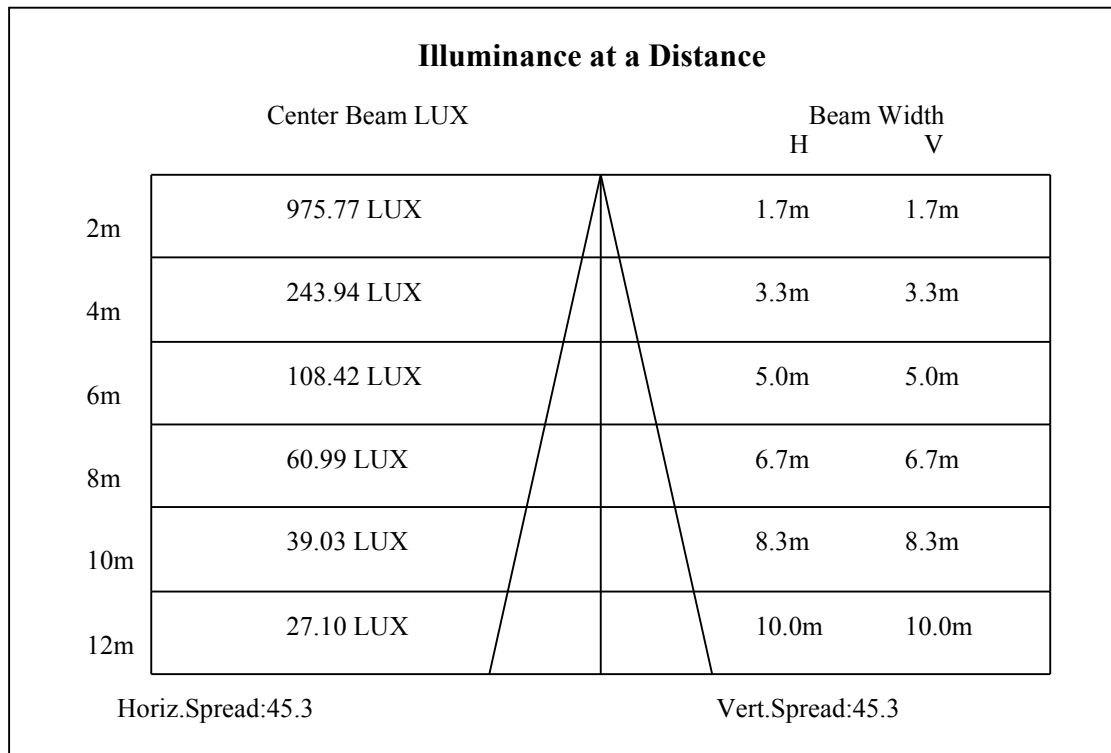 Illuminance at a Distance
Center Beam LUX Beam Width
H V
2m 975.77 LUX 1.7m 1.7m
4m 243.94 LUX 3.3m 3.3m
6m 108.42 LUX 5.0m 5.0m
8m 60.99 LUX 6.7m 6.7m
10m 39.03 LUX 8.3m 8.3m
12m 27.10 LUX 10.0m 10.0m
Horiz.Spread:45.3 Vert.Spread:45.3